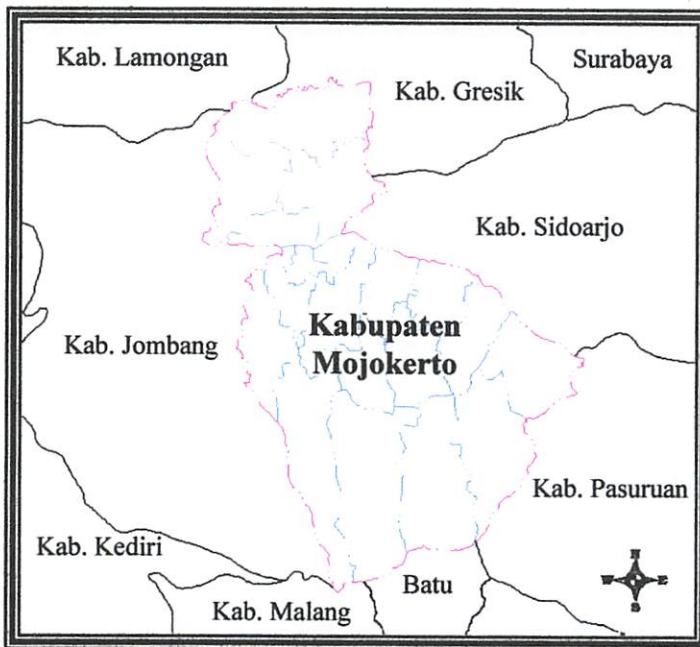 Kab. Lamongan
Surabaya
Kab. Gresik
Kab. Sidoarjo
Kabupaten
Mojokerto
Kab. Jombang
Kab. Pasuruan
Kab. Kediri
Batu
Kab. Malang
N
W E
S